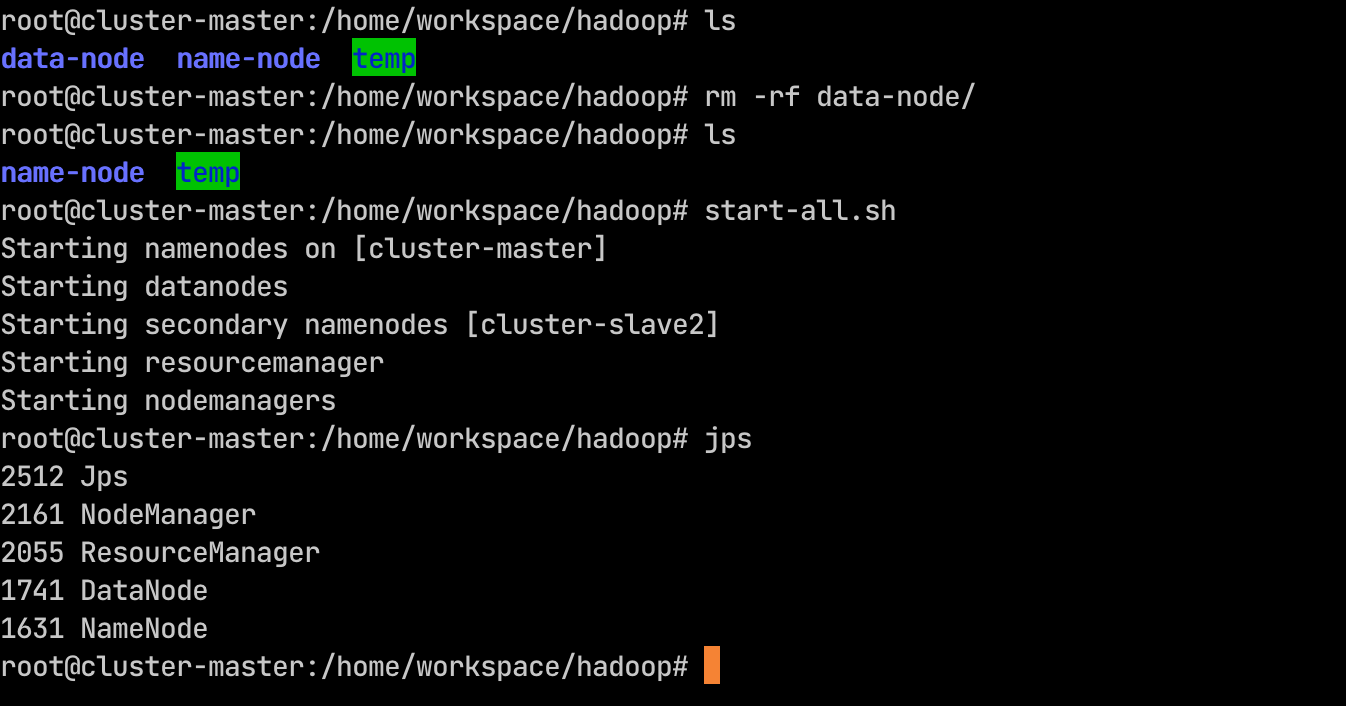 root@cluster-master:/home/workspace/hadoop# ls
data-node  name-node  temp
root@cluster-master:/home/workspace/hadoop# rm -rf data-node/
root@cluster-master:/home/workspace/hadoop# ls
name-node  temp
root@cluster-master:/home/workspace/hadoop# start-all.sh
Starting namenodes on [cluster-master]
Starting datanodes
Starting secondary namenodes [cluster-slave2]
Starting resourcemanager
Starting nodemanagers
root@cluster-master:/home/workspace/hadoop# jps
2512 Jps
2161 NodeManager
2055 ResourceManager
1741 DataNode
1631 NameNode
root@cluster-master:/home/workspace/hadoop#